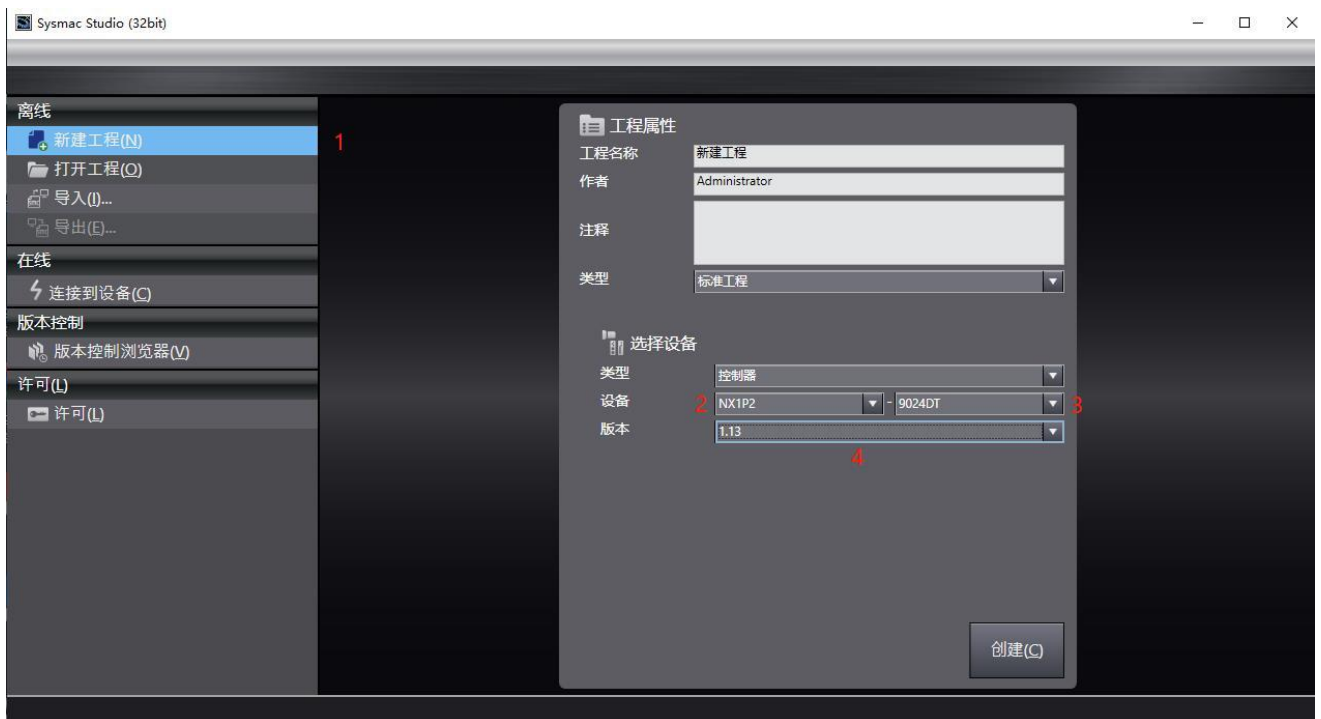 Sysmac Studio (32bit)
离线
新建工程(N)
1
打开工程(O)
导入(I)...
导出(E)...
在线
连接到设备(C)
版本控制
版本控制浏览器(V)
许可(L)
许可(L)
工程属性
工程名称 新建工程
作者 Administrator
注释
类型 标准工程
选择设备
类型 控制器
设备 2 NX1P2 - 9024DT 3
版本 1.13
4
创建(C)